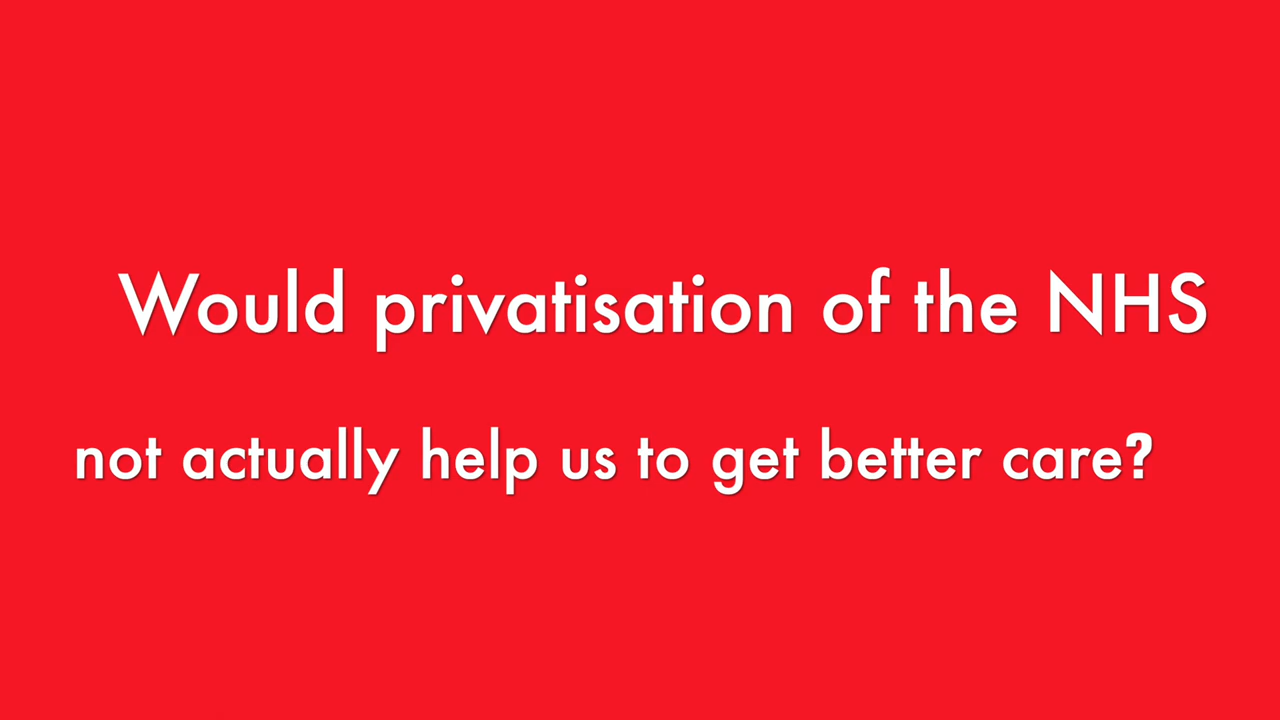 Would privatisation of the NHS
not actually help us to get better care?